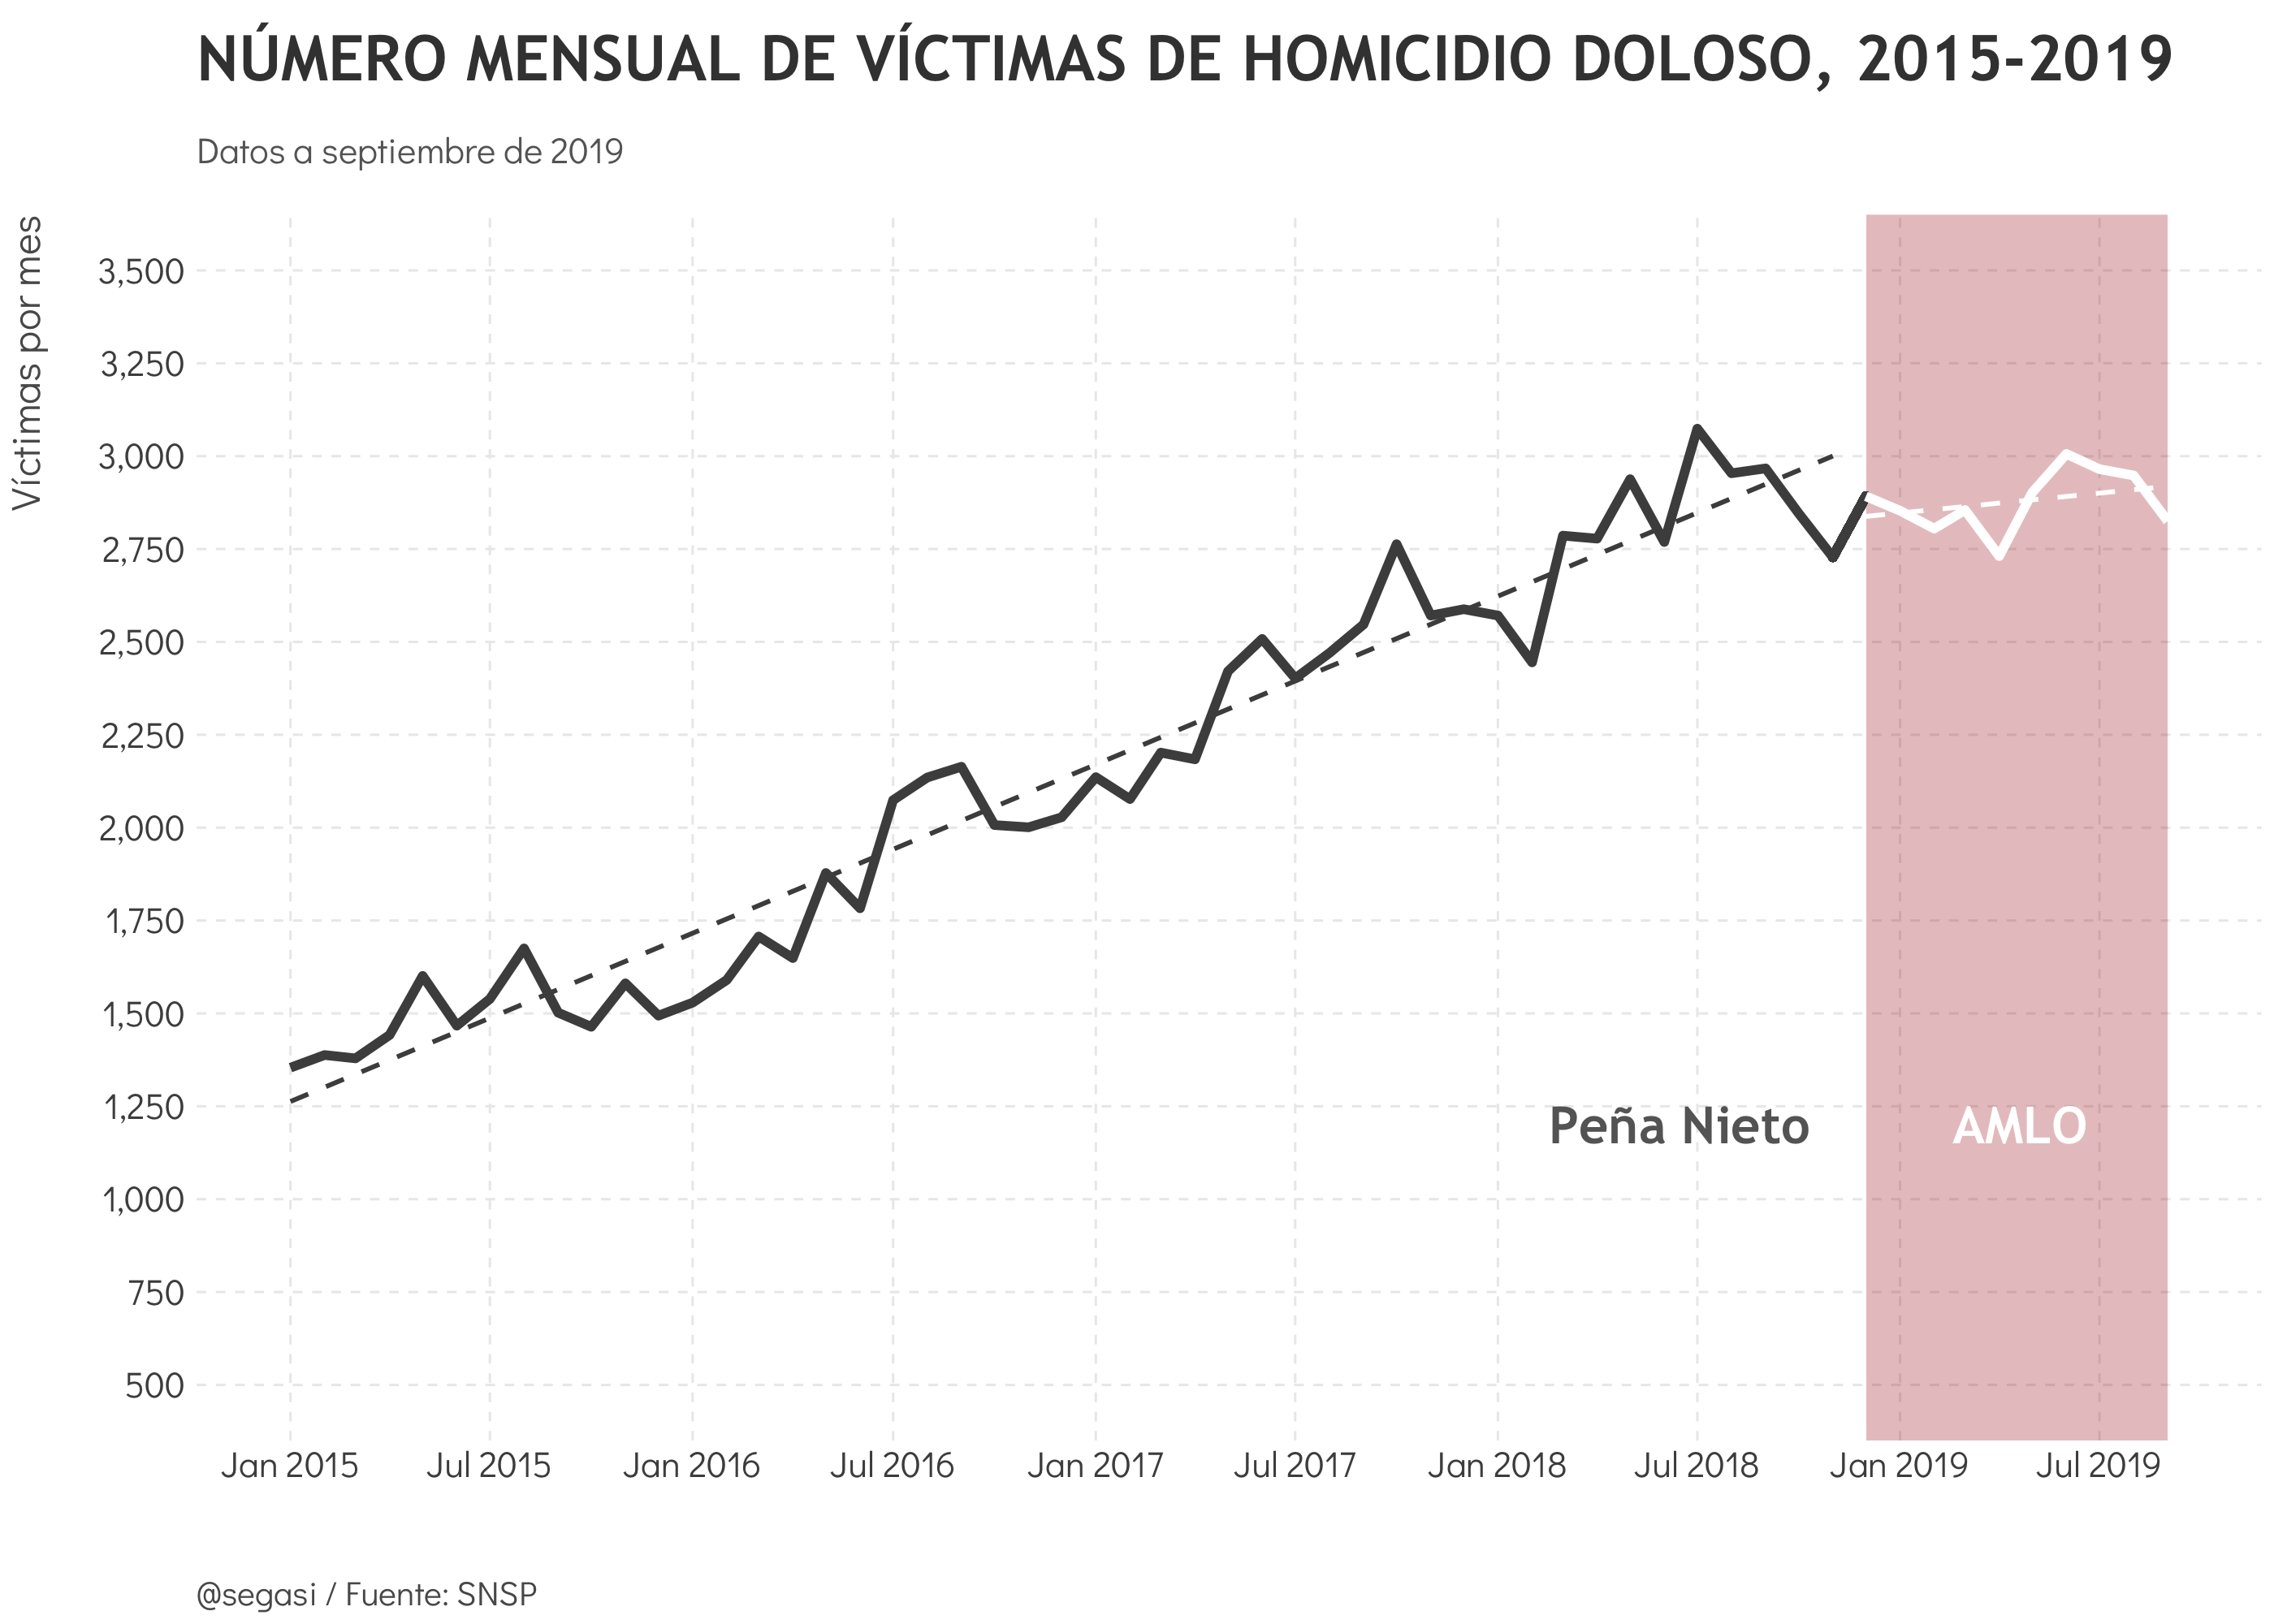 NÚMERO MENSUAL DE VÍCTIMAS DE HOMICIDIO DOLOSO, 2015-2019
Datos a septiembre de 2019
Víctimas por mes
3,500
3,250
3,000
2,750
2,500
2,250
2,000
1,750
1,500
1,250
1,000
750
500
Peña Nieto
AMLO
Jan 2015
Jul 2015
Jan 2016
Jul 2016
Jan 2017
Jul 2017
Jan 2018
Jul 2018
Jan 2019
Jul 2019
@segasi / Fuente: SNSP